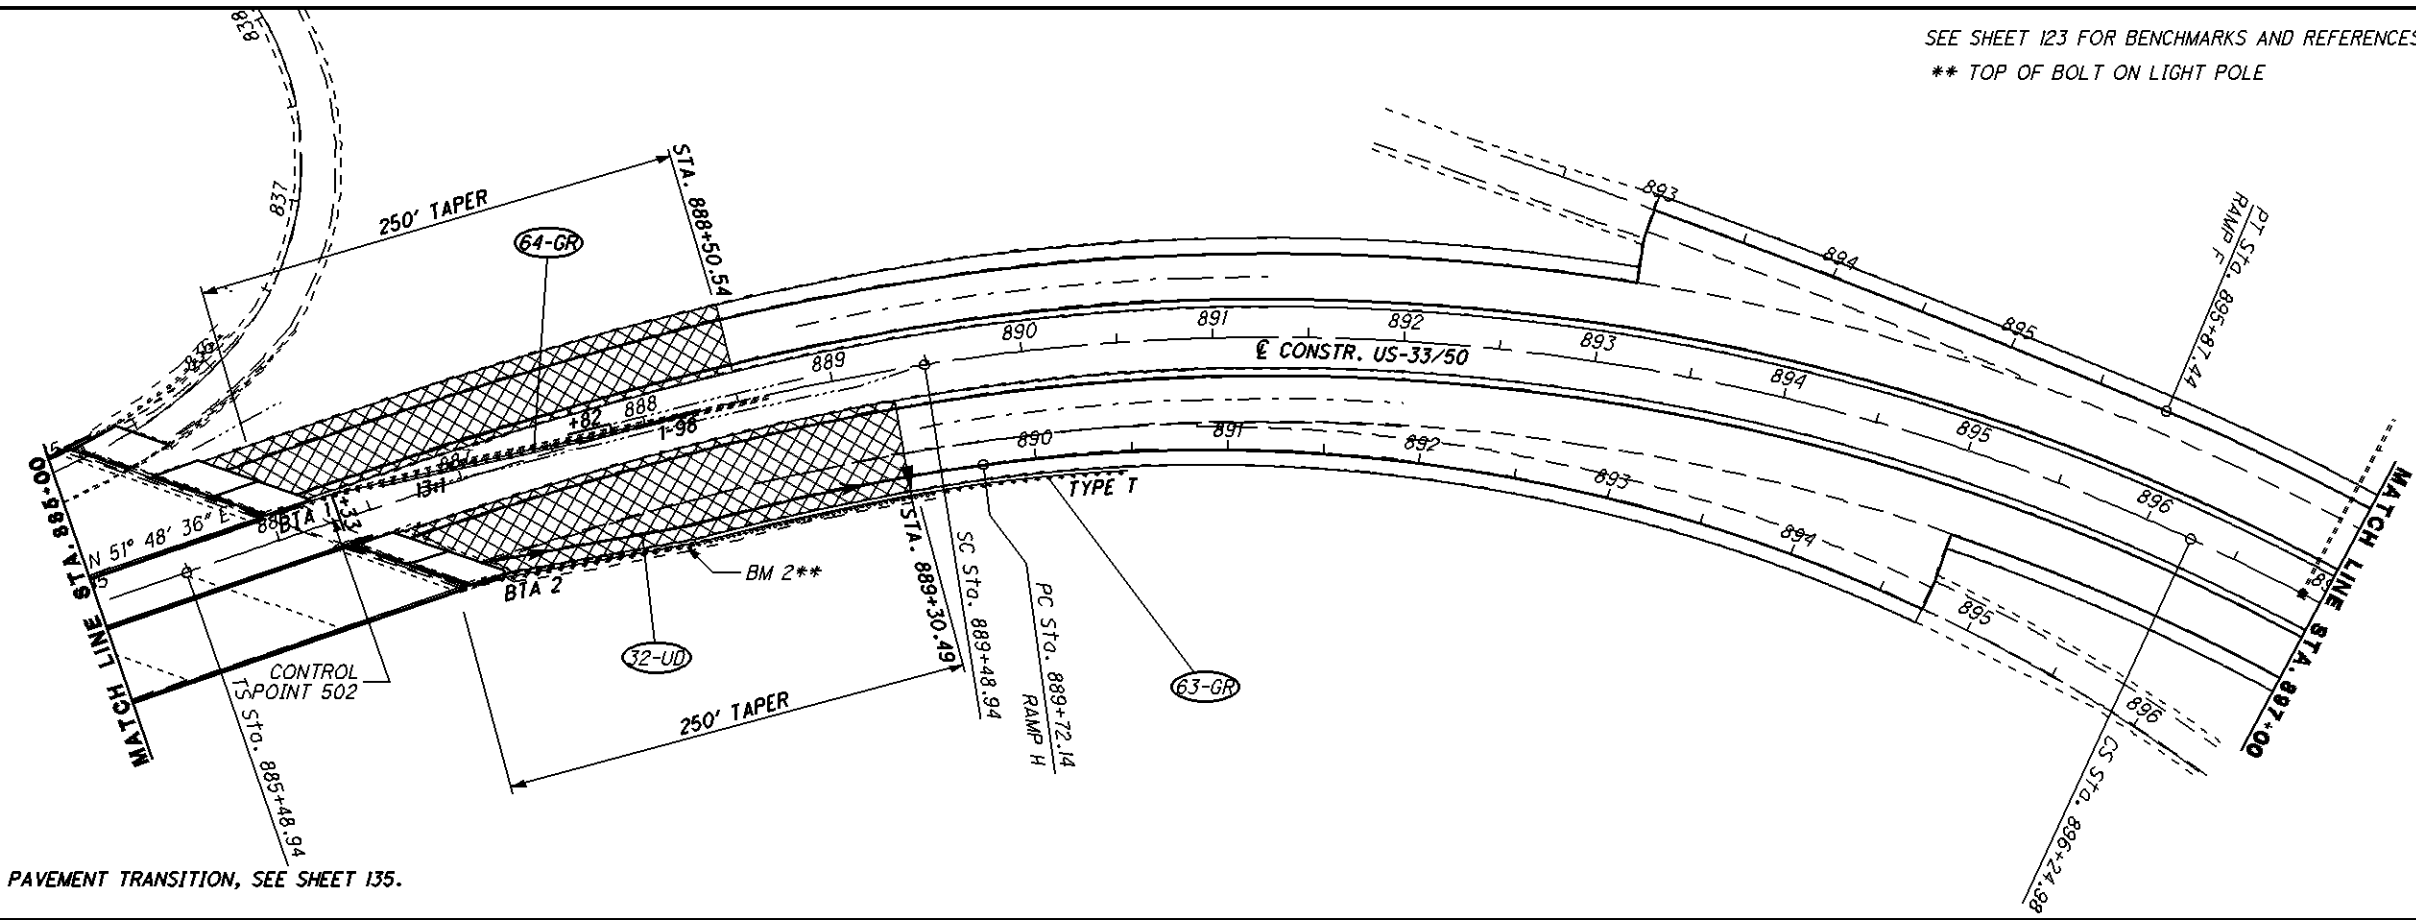 SEE SHEET 123 FOR BENCHMARKS AND REFERENCES
** TOP OF BOLT ON LIGHT POLE
838
837
836
250' TAPER
STA. 888+50.54
64-GR
893
894
895
PT Sta. 895+87.44
RAMP F
889
890
891
892
893
894
895
896
℄ CONSTR. US-33/50
+82
888
1-98
887
13:1
MATCH LINE STA. 885+00
N 51° 48' 36" E
BTA 1
+33
BTA 2
BM 2**
32-UD
STA. 889+30.49
TYPE T
63-GR
890
891
892
893
894
895
896
SC Sta. 889+48.94
PC Sta. 889+72.14
RAMP H
250' TAPER
CONTROL
POINT 502
TS Sta. 885+48.94
CS Sta. 896+24.98
MATCH LINE STA. 897+00
PAVEMENT TRANSITION, SEE SHEET 135.